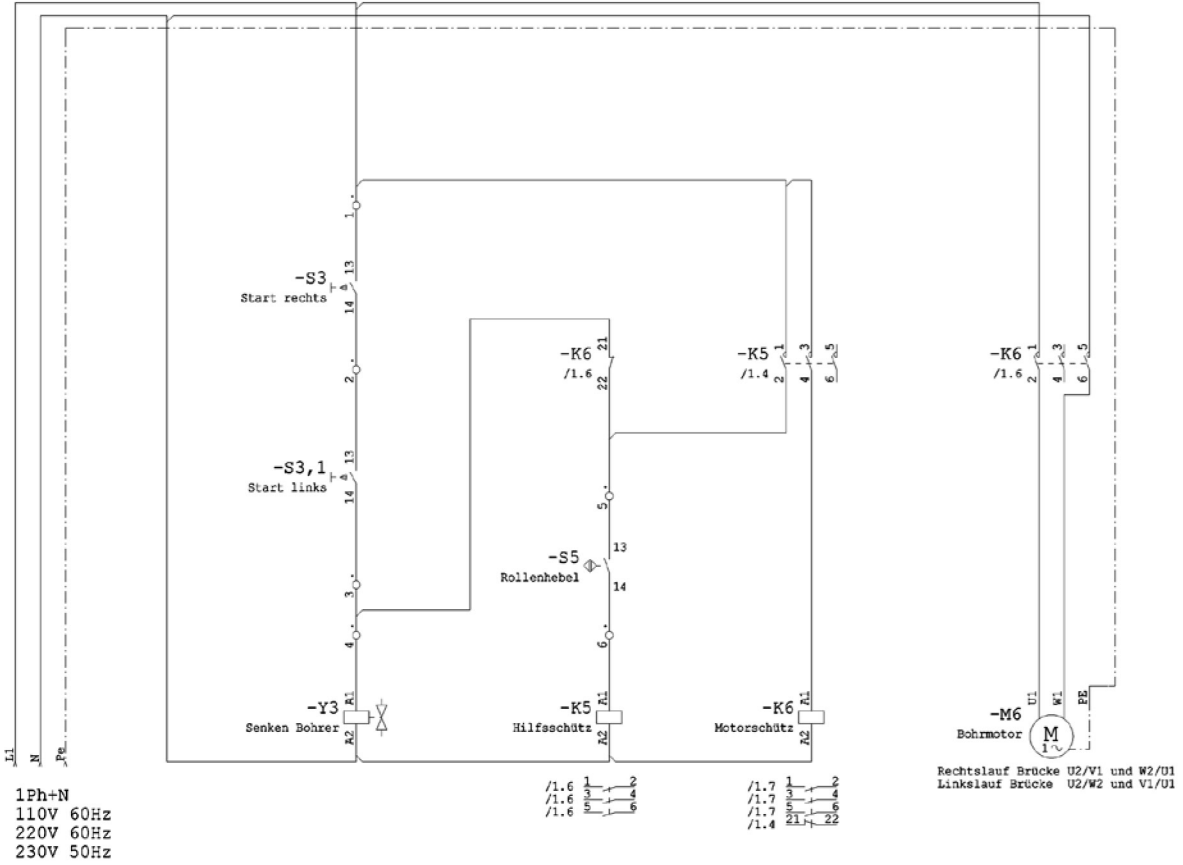 1
13
-S3
Start rechts
14
2
-K6
/1.6
21
22
-K5
/1.4
1 3 5
2 4 6
-K6
/1.6
1 3 5
2 4 6
13
-S3,1
Start links
14
5
-S5
Rollenhebel
13
14
3
4
6
-Y3
Senken Bohrer
A1
A2
-K5
Hilfsschütz
A1
A2
-K6
Motorschütz
A1
A2
U1 W1 PE
-M6
Bohrmotor
M
1~
L1 N Pe
Rechtslauf Brücke U2/V1 und W2/U1
Linkslauf Brücke U2/W2 und V1/U1
/1.6 1 2
/1.6 3 4
/1.6 5 6
/1.7 1 2
/1.7 3 4
/1.7 5 6
/1.4 21 22
1Ph+N
110V 60Hz
220V 60Hz
230V 50Hz